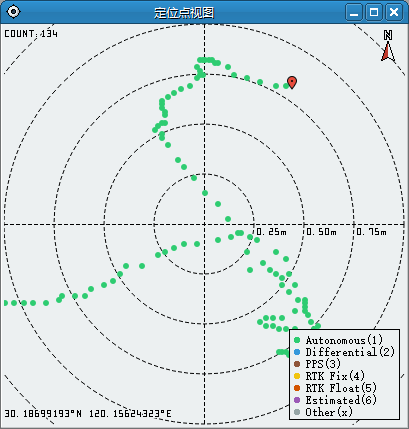 定位点视图
COUNT: 134
N
0.25m
0.50m
0.75m
Autonomous(1)
Differential(2)
PPS(3)
RTK Fix(4)
RTK Float(5)
Estimated(6)
Other(x)
30.18699193°N 120.15624323°E